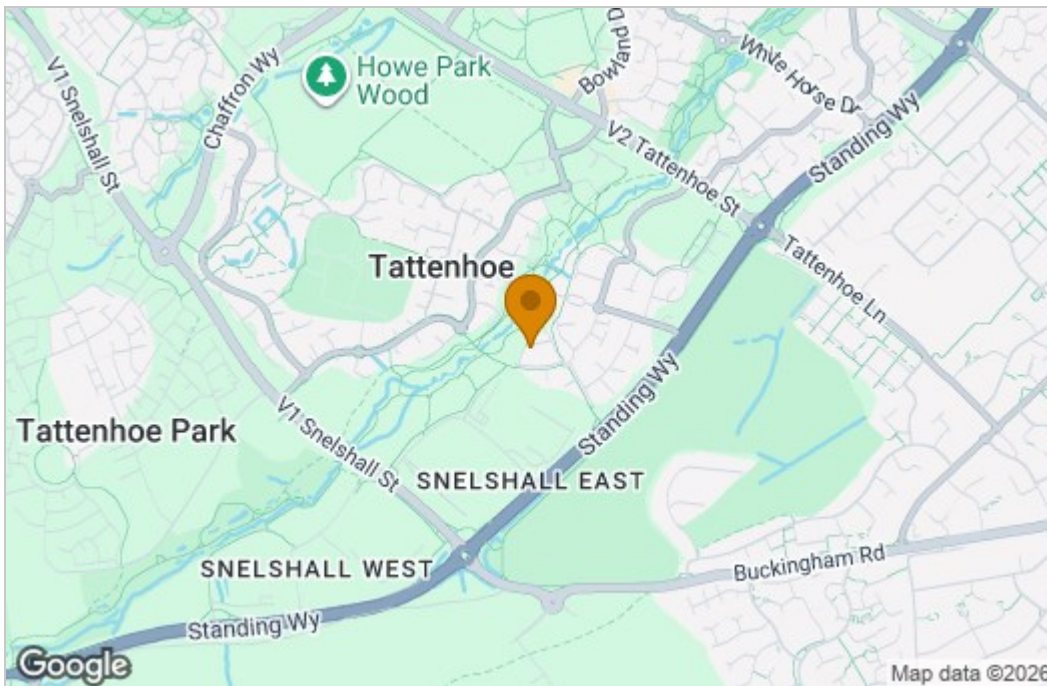 V1 Snelshall St
Chaffron Wy
Howe Park
Wood
Bowland D
White Horse Dr
Standing Wy
V2 Tattenhoe St
Tattenhoe
Tattenhoe Ln
Standing Wy
Tattenhoe Park
V1 Snelshall St
SNELSHALL EAST
SNELSHALL WEST
Buckingham Rd
Standing Wy
Google
Map data ©2026